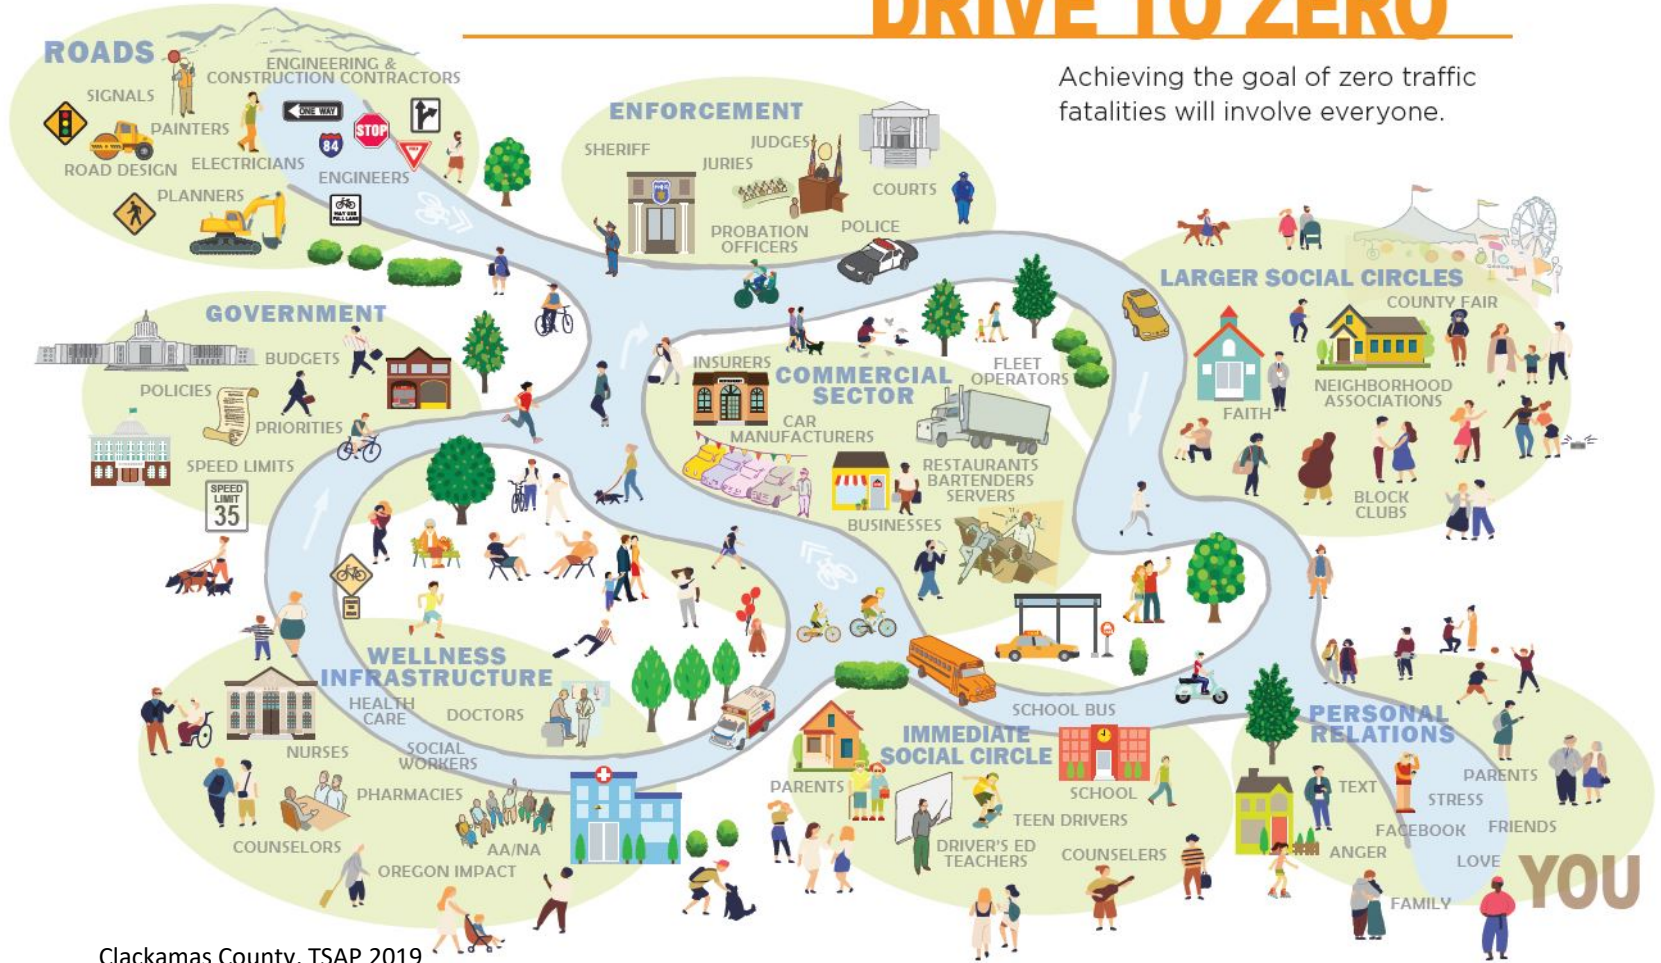 DRIVE TO ZERO
Achieving the goal of zero traffic
fatalities will involve everyone.
ROADS
ENGINEERING &
CONSTRUCTION CONTRACTORS
SIGNALS
PAINTERS
ROAD DESIGN
ELECTRICIANS
ENGINEERS
PLANNERS
ONE WAY
84
STOP
MAY USE
FULL LANE
ENFORCEMENT
SHERIFF
JUDGES
JURIES
COURTS
PROBATION
OFFICERS
POLICE
LARGER SOCIAL CIRCLES
COUNTY FAIR
FAITH
NEIGHBORHOOD
ASSOCIATIONS
BLOCK
CLUBS
GOVERNMENT
BUDGETS
POLICIES
PRIORITIES
SPEED LIMITS
SPEED
LIMIT
35
INSURERS
COMMERCIAL
SECTOR
FLEET
OPERATORS
CAR
MANUFACTURERS
RESTAURANTS
BARTENDERS
SERVERS
BUSINESSES
WELLNESS
INFRASTRUCTURE
HEALTH
CARE
DOCTORS
NURSES
SOCIAL
WORKERS
PHARMACIES
COUNSELORS
AA/NA
OREGON IMPACT
SCHOOL BUS
IMMEDIATE
SOCIAL CIRCLE
PARENTS
SCHOOL
TEEN DRIVERS
DRIVER'S ED
TEACHERS
COUNSELERS
PERSONAL
RELATIONS
TEXT
PARENTS
STRESS
FACEBOOK
FRIENDS
ANGER
LOVE
FAMILY
YOU
Clackamas County, TSAP 2019